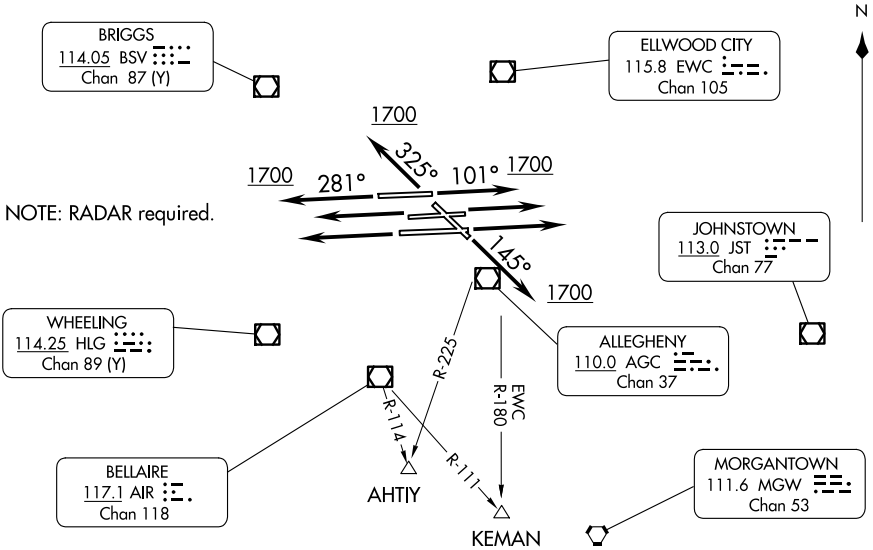 N
BRIGGS
114.05 BSV
Chan 87 (Y)
ELLWOOD CITY
115.8 EWC
Chan 105
1700
325°
1700
281°
101°
1700
NOTE: RADAR required.
145°
1700
JOHNSTOWN
113.0 JST
Chan 77
WHEELING
114.25 HLG
Chan 89 (Y)
ALLEGHENY
110.0 AGC
Chan 37
R-225
EWC
R-180
R-114
R-111
BELLAIRE
117.1 AIR
Chan 118
AHTIY
KEMAN
MORGANTOWN
111.6 MGW
Chan 53